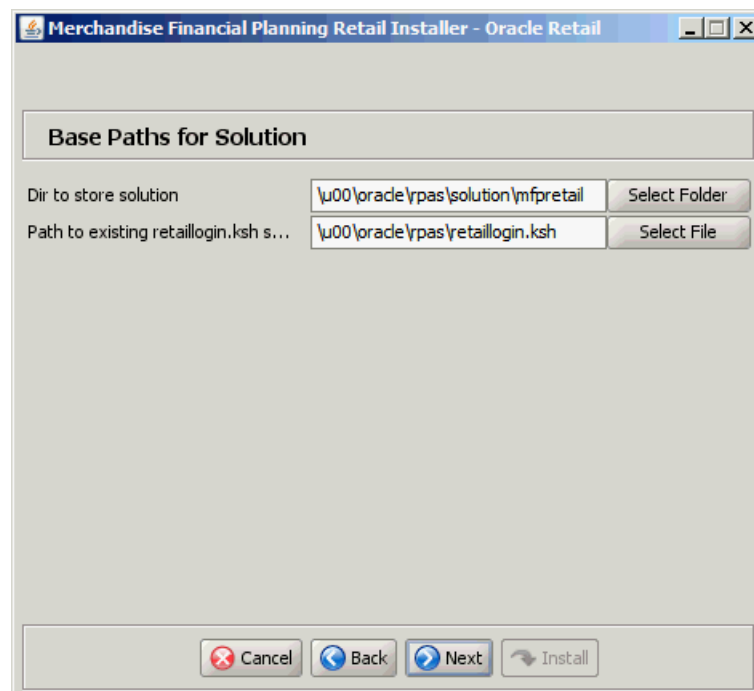 Merchandise Financial Planning Retail Installer - Oracle Retail
Base Paths for Solution
Dir to store solution \u00\oracle\rpas\solution\mfpretail Select Folder
Path to existing retaillogin.ksh s... \u00\oracle\rpas\retaillogin.ksh Select File
Cancel Back Next Install